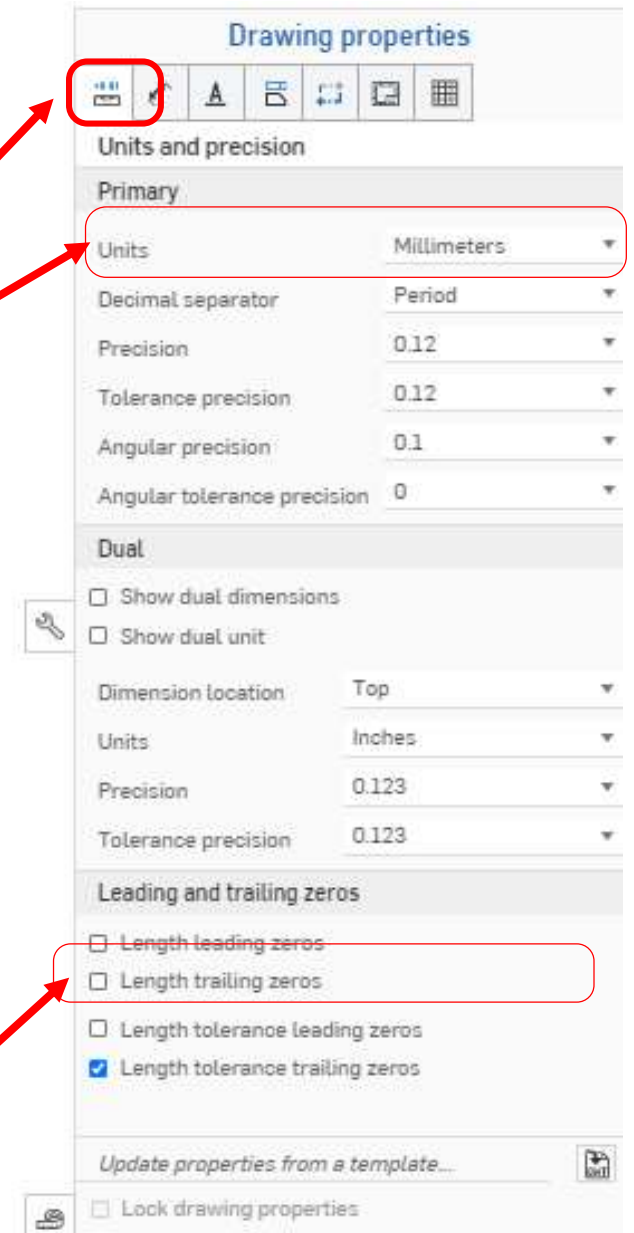 Drawing properties
A
Units and precision
Primary
Units Millimeters
Decimal separator Period
Precision 0.12
Tolerance precision 0.12
Angular precision 0.1
Angular tolerance precision 0
Dual
Show dual dimensions
Show dual unit
Dimension location Top
Units Inches
Precision 0.123
Tolerance precision 0.123
Leading and trailing zeros
Length leading zeros
Length trailing zeros
Length tolerance leading zeros
Length tolerance trailing zeros
Update properties from a template...
Lock drawing properties